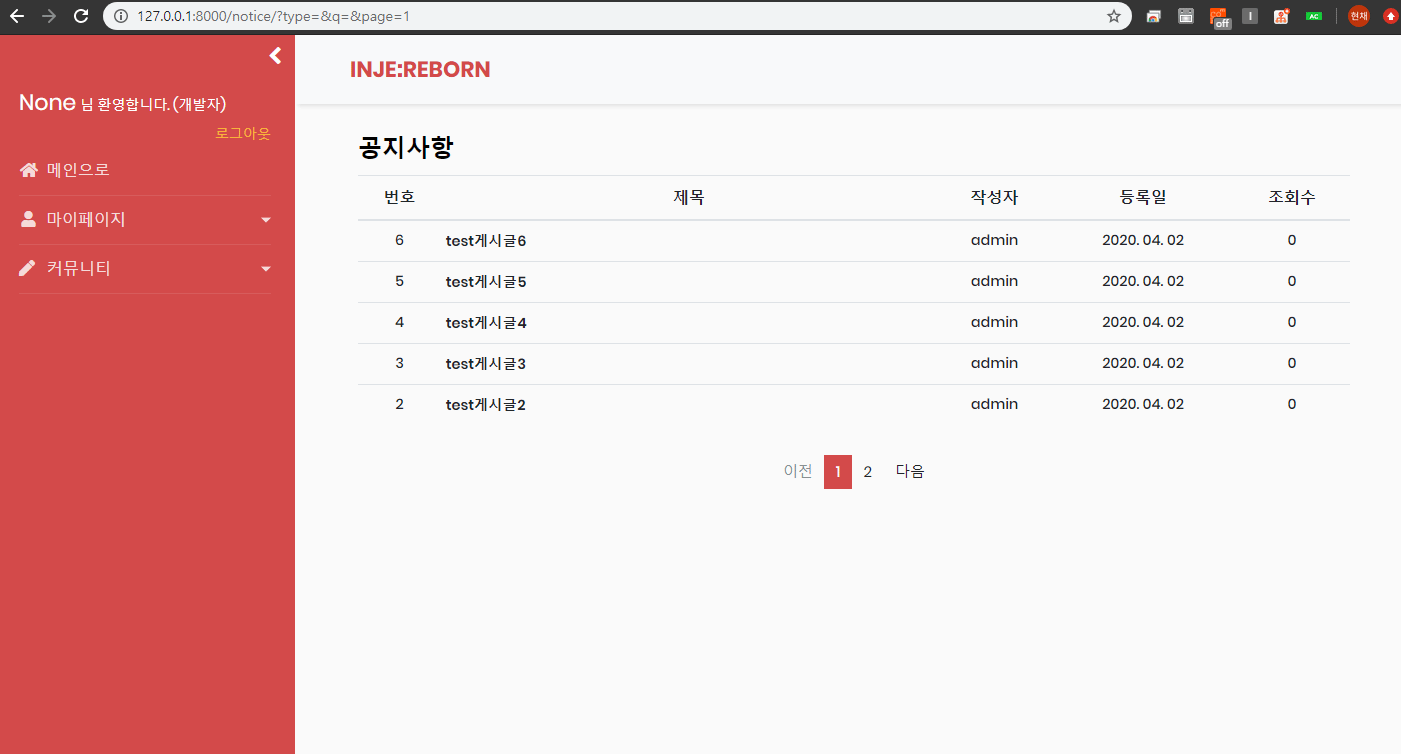 127.0.0.1:8000/notice/?type=&q=&page=1
off
I
AC
현재
INJE:REBORN
None 님 환영합니다.(개발자)
로그아웃
메인으로
마이페이지
커뮤니티
공지사항
번호 제목 작성자 등록일 조회수
6 test게시글6 admin 2020. 04. 02 0
5 test게시글5 admin 2020. 04. 02 0
4 test게시글4 admin 2020. 04. 02 0
3 test게시글3 admin 2020. 04. 02 0
2 test게시글2 admin 2020. 04. 02 0
이전 1 2 다음